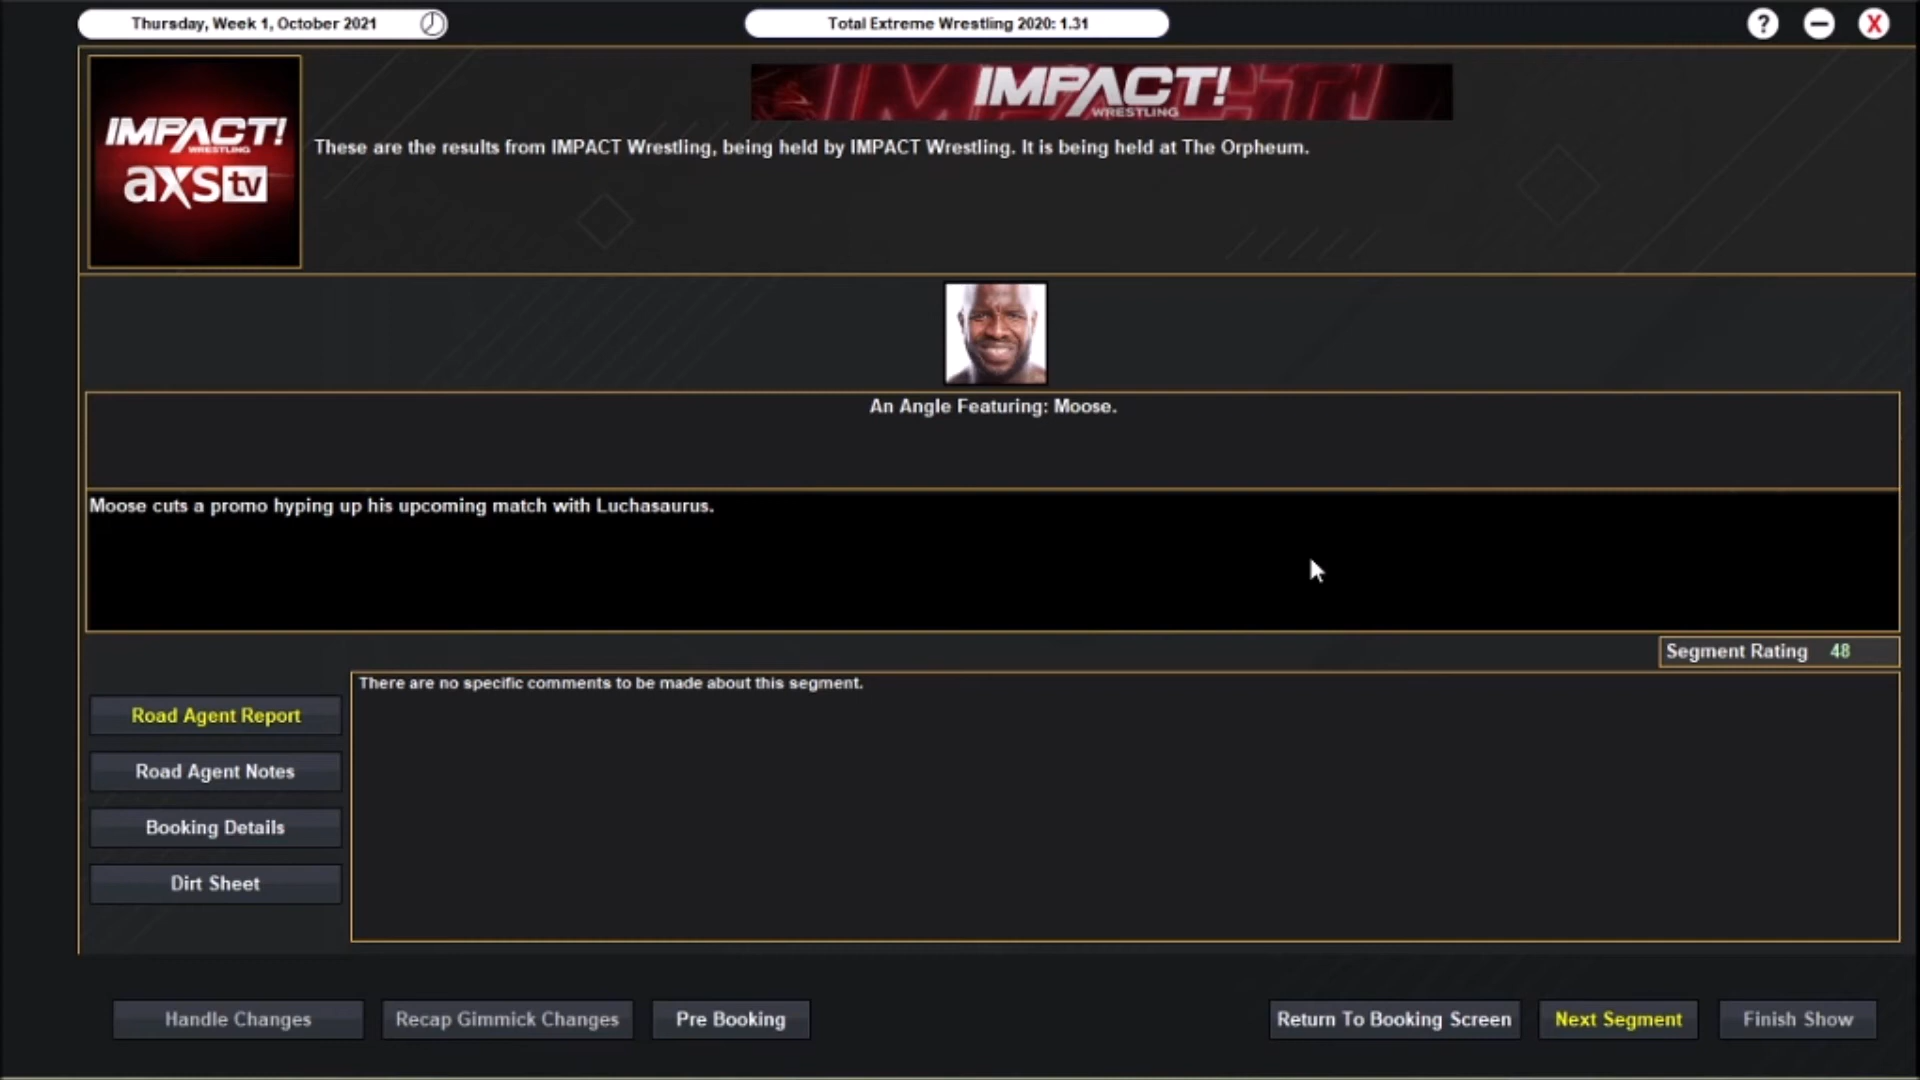 Thursday, Week 1, October 2021
Total Extreme Wrestling 2020: 1.31
?
X
IMPACT!
WRESTLING
IMPACT!
WRESTLING
axs tv
These are the results from IMPACT Wrestling, being held by IMPACT Wrestling. It is being held at The Orpheum.
An Angle Featuring: Moose.
Moose cuts a promo hyping up his upcoming match with Luchasaurus.
Segment Rating 48
There are no specific comments to be made about this segment.
Road Agent Report
Road Agent Notes
Booking Details
Dirt Sheet
Handle Changes
Recap Gimmick Changes
Pre Booking
Return To Booking Screen
Next Segment
Finish Show